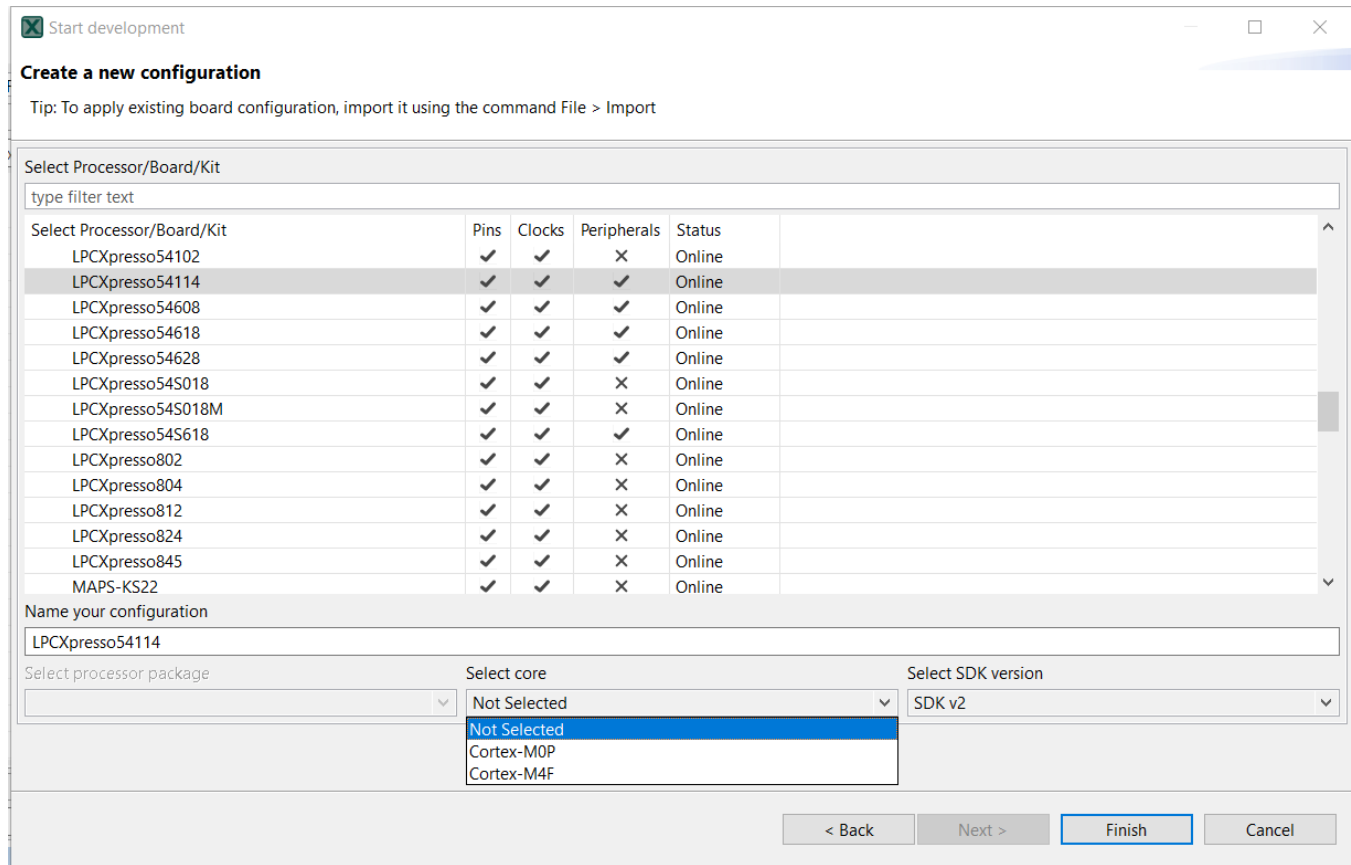 Start development
Create a new configuration
Tip: To apply existing board configuration, import it using the command File > Import
Select Processor/Board/Kit
type filter text
Select Processor/Board/Kit Pins Clocks Peripherals Status
LPCXpresso54102 ✓ ✓ ✕ Online
LPCXpresso54114 ✓ ✓ ✓ Online
LPCXpresso54608 ✓ ✓ ✓ Online
LPCXpresso54618 ✓ ✓ ✓ Online
LPCXpresso54628 ✓ ✓ ✓ Online
LPCXpresso54S018 ✓ ✓ ✕ Online
LPCXpresso54S018M ✓ ✓ ✕ Online
LPCXpresso54S618 ✓ ✓ ✓ Online
LPCXpresso802 ✓ ✓ ✕ Online
LPCXpresso804 ✓ ✓ ✕ Online
LPCXpresso812 ✓ ✓ ✕ Online
LPCXpresso824 ✓ ✓ ✕ Online
LPCXpresso845 ✓ ✓ ✕ Online
MAPS-KS22 ✓ ✓ ✕ Online
Name your configuration
LPCXpresso54114
Select processor package Select core Select SDK version
Not Selected SDK v2
Not Selected
Cortex-M0P
Cortex-M4F
< Back Next > Finish Cancel